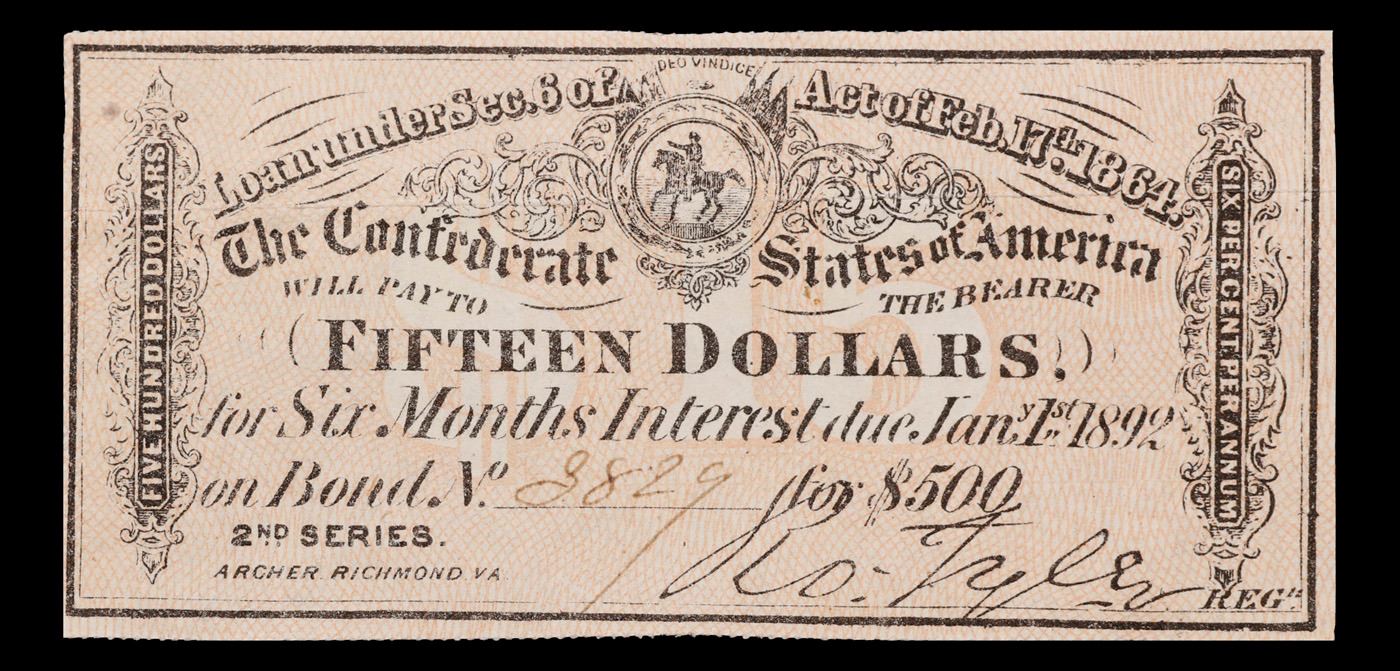 DEO VINDICE
Loan under Sec. 6 of Act of Feb. 17th 1864.
The Confederate States of America
WILL PAY TO THE BEARER
(FIFTEEN DOLLARS,)
for Six Months Interest due Jany 1st 1892
on Bond No. 3829 for $500
2ND SERIES.
ARCHER, RICHMOND, VA.
Ro. Tyler
REGr
FIVE HUNDRED DOLLARS
SIX PER CENT PER ANNUM
15